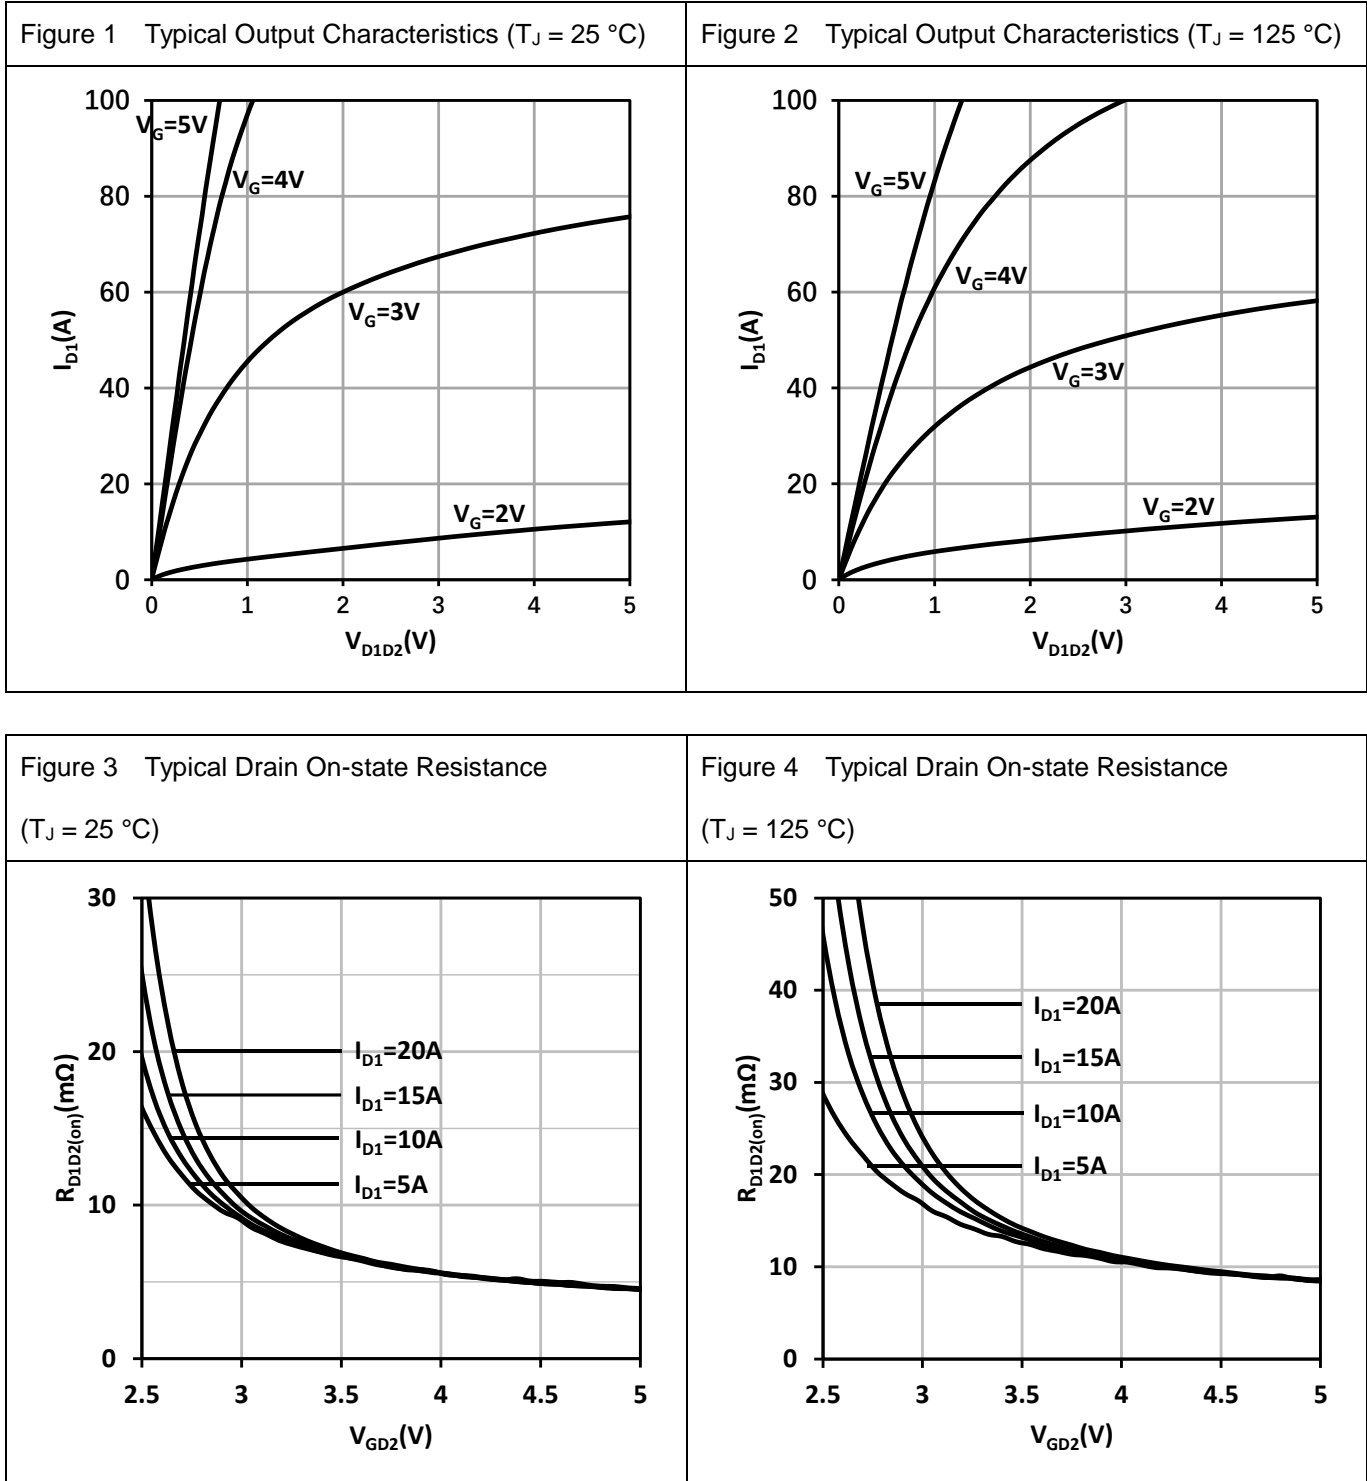 Figure 1 Typical Output Characteristics (TJ = 25 °C)
Figure 2 Typical Output Characteristics (TJ = 125 °C)
100
80
60
40
20
0
0 1 2 3 4 5
ID1(A)
VD1D2(V)
VG=5V
VG=4V
VG=3V
VG=2V
100
80
60
40
20
0
0 1 2 3 4 5
ID1(A)
VD1D2(V)
VG=5V
VG=4V
VG=3V
VG=2V
Figure 3 Typical Drain On-state Resistance
(TJ = 25 °C)
Figure 4 Typical Drain On-state Resistance
(TJ = 125 °C)
30
20
10
0
2.5 3 3.5 4 4.5 5
RD1D2(on)(mΩ)
VGD2(V)
ID1=20A
ID1=15A
ID1=10A
ID1=5A
50
40
30
20
10
0
2.5 3 3.5 4 4.5 5
RD1D2(on)(mΩ)
VGD2(V)
ID1=20A
ID1=15A
ID1=10A
ID1=5A